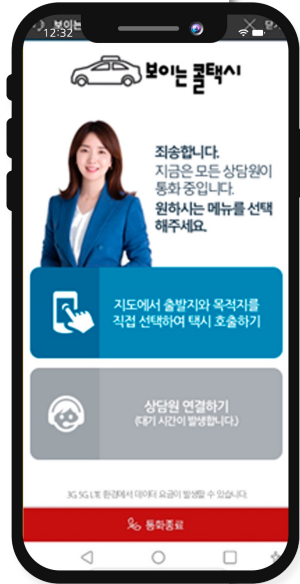 12:32
보이는 콜택시
죄송합니다.
지금은 모든 상담원이
통화 중입니다.
원하시는 메뉴를 선택
해주세요.
지도에서 출발지와 목적지를
직접 선택하여 택시 호출하기
상담원 연결하기
(대기 시간이 발생합니다.)
3G 5G LTE 환경에서 데이터 요금이 발생할 수 있습니다.
통화종료